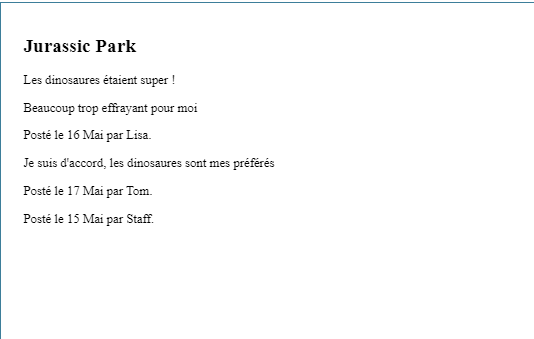 Jurassic Park
Les dinosaures étaient super !
Beaucoup trop effrayant pour moi
Posté le 16 Mai par Lisa.
Je suis d'accord, les dinosaures sont mes préférés
Posté le 17 Mai par Tom.
Posté le 15 Mai par Staff.